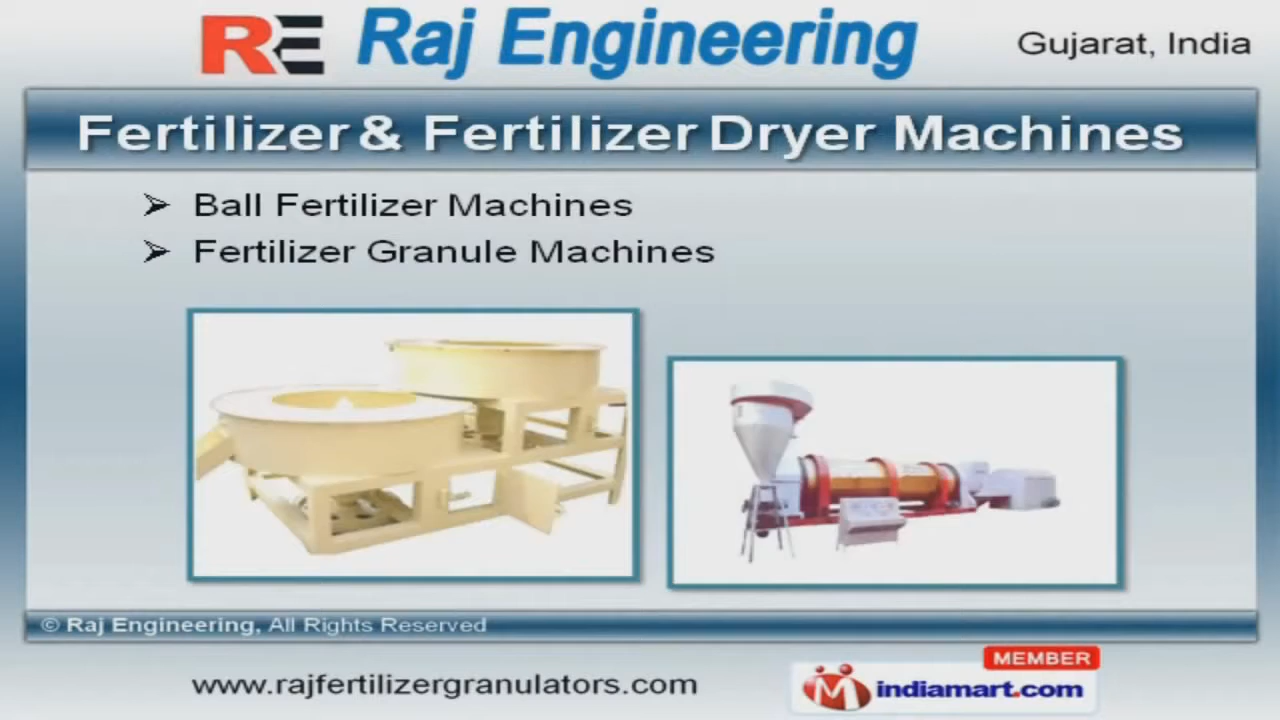 RE Raj Engineering
Gujarat, India
Fertilizer & Fertilizer Dryer Machines
➢ Ball Fertilizer Machines
➢ Fertilizer Granule Machines
© Raj Engineering, All Rights Reserved
www.rajfertilizergranulators.com
MEMBER
indiamart.com